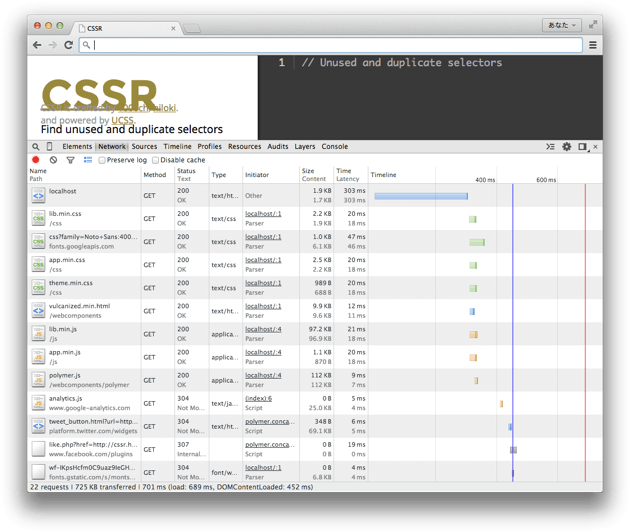 CSSR
あなた
CSSR
and powered by UCSS.
Find unused and duplicate selectors
1 // Unused and duplicate selectors
Elements Network Sources Timeline Profiles Resources Audits Layers Console
Preserve log Disable cache
Name Path Method Status Text Type Initiator Size Content Time Latency Timeline 400 ms 600 ms
localhost GET 200 OK text/ht... Other 1.9 KB 1.7 KB 303 ms 303 ms
lib.min.css /css GET 200 OK text/css localhost/:1 Parser 2.2 KB 1.9 KB 20 ms 18 ms
css?family=Noto+Sans:400... fonts.googleapis.com GET 200 OK text/css localhost/:1 Parser 1.0 KB 6.1 KB 47 ms 46 ms
app.min.css /css GET 200 OK text/css localhost/:1 Parser 2.5 KB 2.2 KB 20 ms 18 ms
theme.min.css /css GET 200 OK text/css localhost/:1 Parser 989 B 688 B 20 ms 18 ms
vulcanized.min.html /webcomponents GET 200 OK text/ht... localhost/:1 Parser 9.9 KB 9.6 KB 12 ms 11 ms
lib.min.js /js GET 200 OK applica... localhost/:4 Parser 97.2 KB 96.9 KB 21 ms 18 ms
app.min.js /js GET 200 OK applica... localhost/:4 Parser 1.1 KB 870 B 20 ms 18 ms
polymer.js /webcomponents/polymer GET 200 OK applica... localhost/:4 Parser 112 KB 112 KB 9 ms 7 ms
analytics.js www.google-analytics.com GET 304 Not Mo... text/ja... (index):6 Script 0 B 25.0 KB 5 ms 4 ms
tweet_button.html?url=http... platform.twitter.com/widgets GET 304 Not Mo... text/ht... polymer.conca... Script 348 B 69.1 KB 6 ms 5 ms
like.php?href=http://cssr.h... www.facebook.com/plugins GET 307 Internal... polymer.conca... Script 0 B 0 B 19 ms
fonts.gstatic.com/s/monts... GET 304 Not Mo... font/w... localhost/:1 Parser 0 B 6.8 KB 4 ms 4 ms
22 requests | 725 KB transferred | 701 ms (load: 689 ms, DOMContentLoaded: 452 ms)